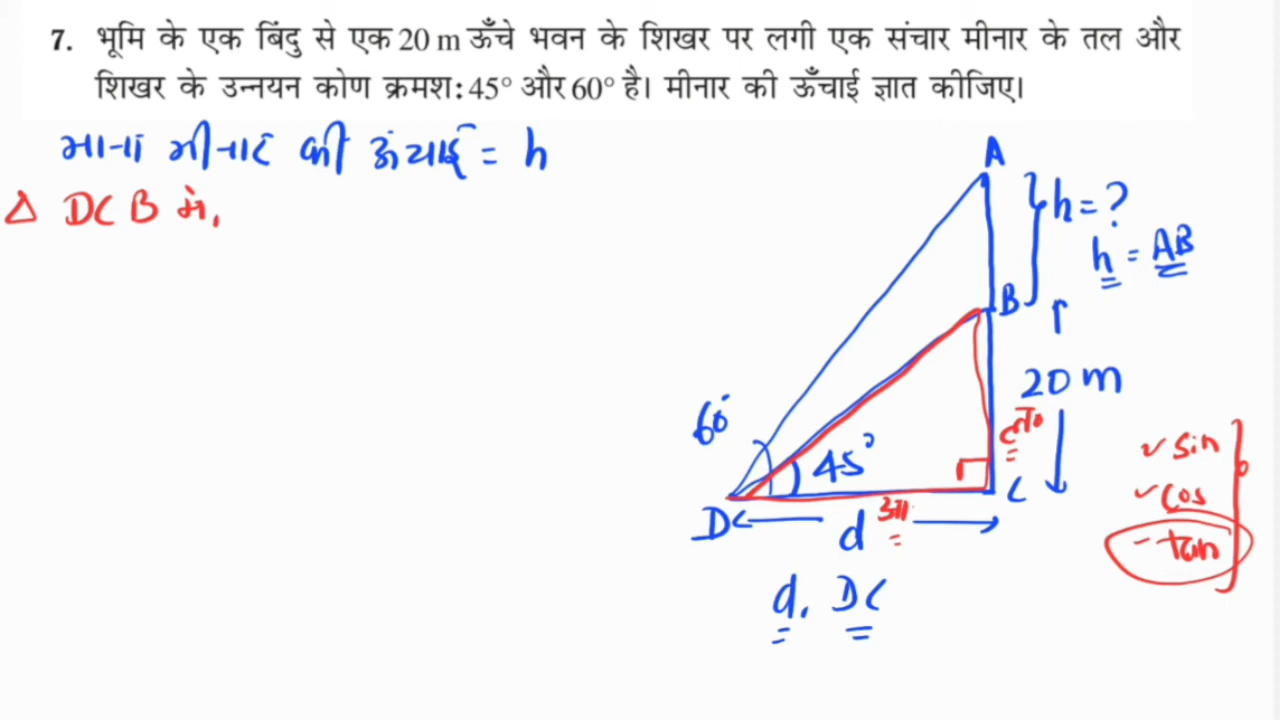 7. भूमि के एक बिंदु से एक 20 m ऊँचे भवन के शिखर पर लगी एक संचार मीनार के तल और
शिखर के उन्नयन कोण क्रमश: 45° और 60° है। मीनार की ऊँचाई ज्ञात कीजिए।
माना मीनार की ऊंचाई = h
Δ DCB में,
A
h = ?
h = AB
B
20 m
60°
45°
लo
C
D
d
आ
d, DC
sin
cos
tan